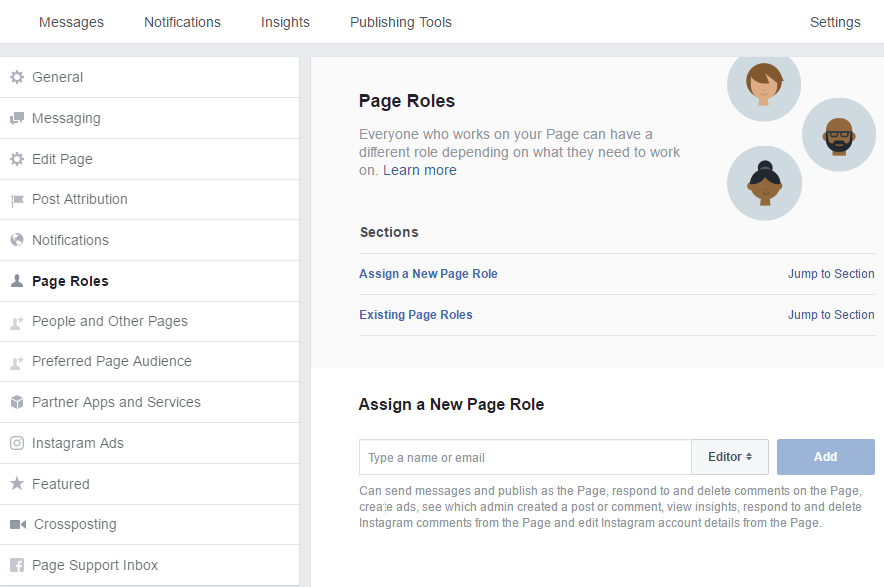 Messages Notifications Insights Publishing Tools Settings
General
Messaging
Edit Page
Post Attribution
Notifications
Page Roles
People and Other Pages
Preferred Page Audience
Partner Apps and Services
Instagram Ads
Featured
Crossposting
Page Support Inbox
Page Roles
Everyone who works on your Page can have a
different role depending on what they need to work
on. Learn more
Sections
Assign a New Page Role Jump to Section
Existing Page Roles Jump to Section
Assign a New Page Role
Type a name or email Editor Add
Can send messages and publish as the Page, respond to and delete comments on the Page,
create ads, see which admin created a post or comment, view insights, respond to and delete
Instagram comments from the Page and edit Instagram account details from the Page.